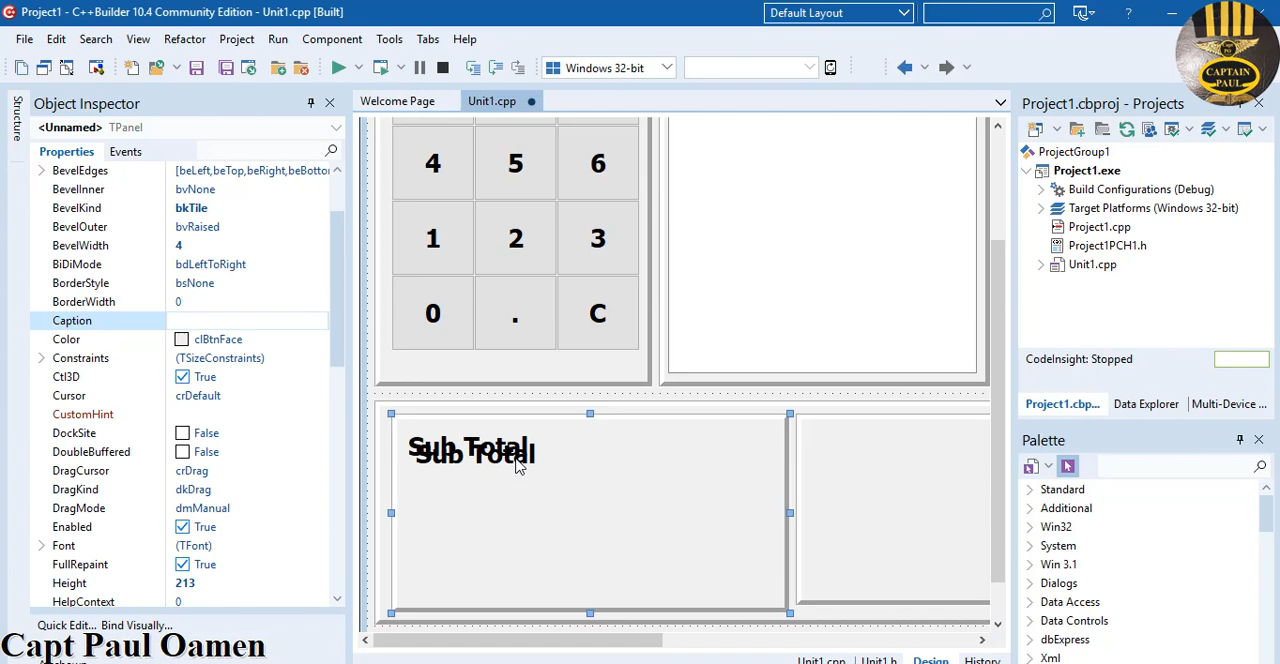 Project1 - C++Builder 10.4 Community Edition - Unit1.cpp [Built]
Default Layout
?
File Edit Search View Refactor Project Run Component Tools Tabs Help
Windows 32-bit
CAPTAIN
PAUL
Structure
Object Inspector
<Unnamed> TPanel
Properties Events
BevelEdges [beLeft,beTop,beRight,beBottor
BevelInner bvNone
BevelKind bkTile
BevelOuter bvRaised
BevelWidth 4
BiDiMode bdLeftToRight
BorderStyle bsNone
BorderWidth 0
Caption
Color clBtnFace
Constraints (TSizeConstraints)
Ctl3D True
Cursor crDefault
CustomHint
DockSite False
DoubleBuffered False
DragCursor crDrag
DragKind dkDrag
DragMode dmManual
Enabled True
Font (TFont)
FullRepaint True
Height 213
HelpContext 0
Quick Edit... Bind Visually...
Capt Paul Oamen
Welcome Page Unit1.cpp
4 5 6
1 2 3
0 . C
Sub Total
Sub Total
Unit1.cpp Unit1.h Design History
Project1.cbproj - Projects
ProjectGroup1
Project1.exe
Build Configurations (Debug)
Target Platforms (Windows 32-bit)
Project1.cpp
Project1PCH1.h
Unit1.cpp
CodeInsight: Stopped
Project1.cbp... Data Explorer Multi-Device ...
Palette
Standard
Additional
Win32
System
Win 3.1
Dialogs
Data Access
Data Controls
dbExpress
Xml